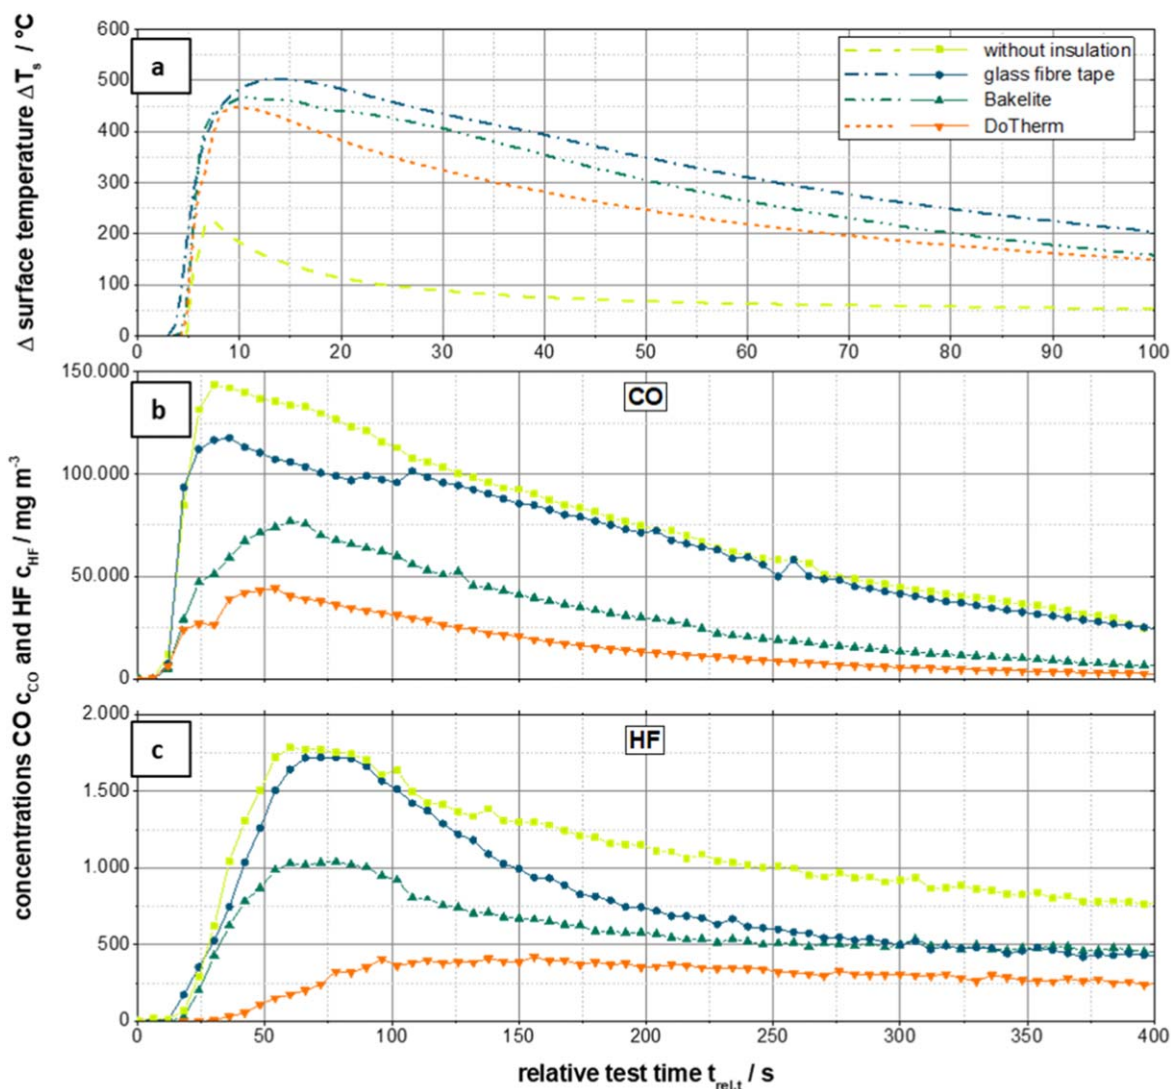 Δ surface temperature ΔTs / °C
600
500
400
300
200
100
0
a
without insulation
glass fibre tape
Bakelite
DoTherm
0 10 20 30 40 50 60 70 80 90 100
concentrations CO cCO and HF cHF / mg m-3
150.000
100.000
50.000
0
b
CO
2.000
1.500
1.000
500
0
c
HF
0 50 100 150 200 250 300 350 400
relative test time trel,t / s